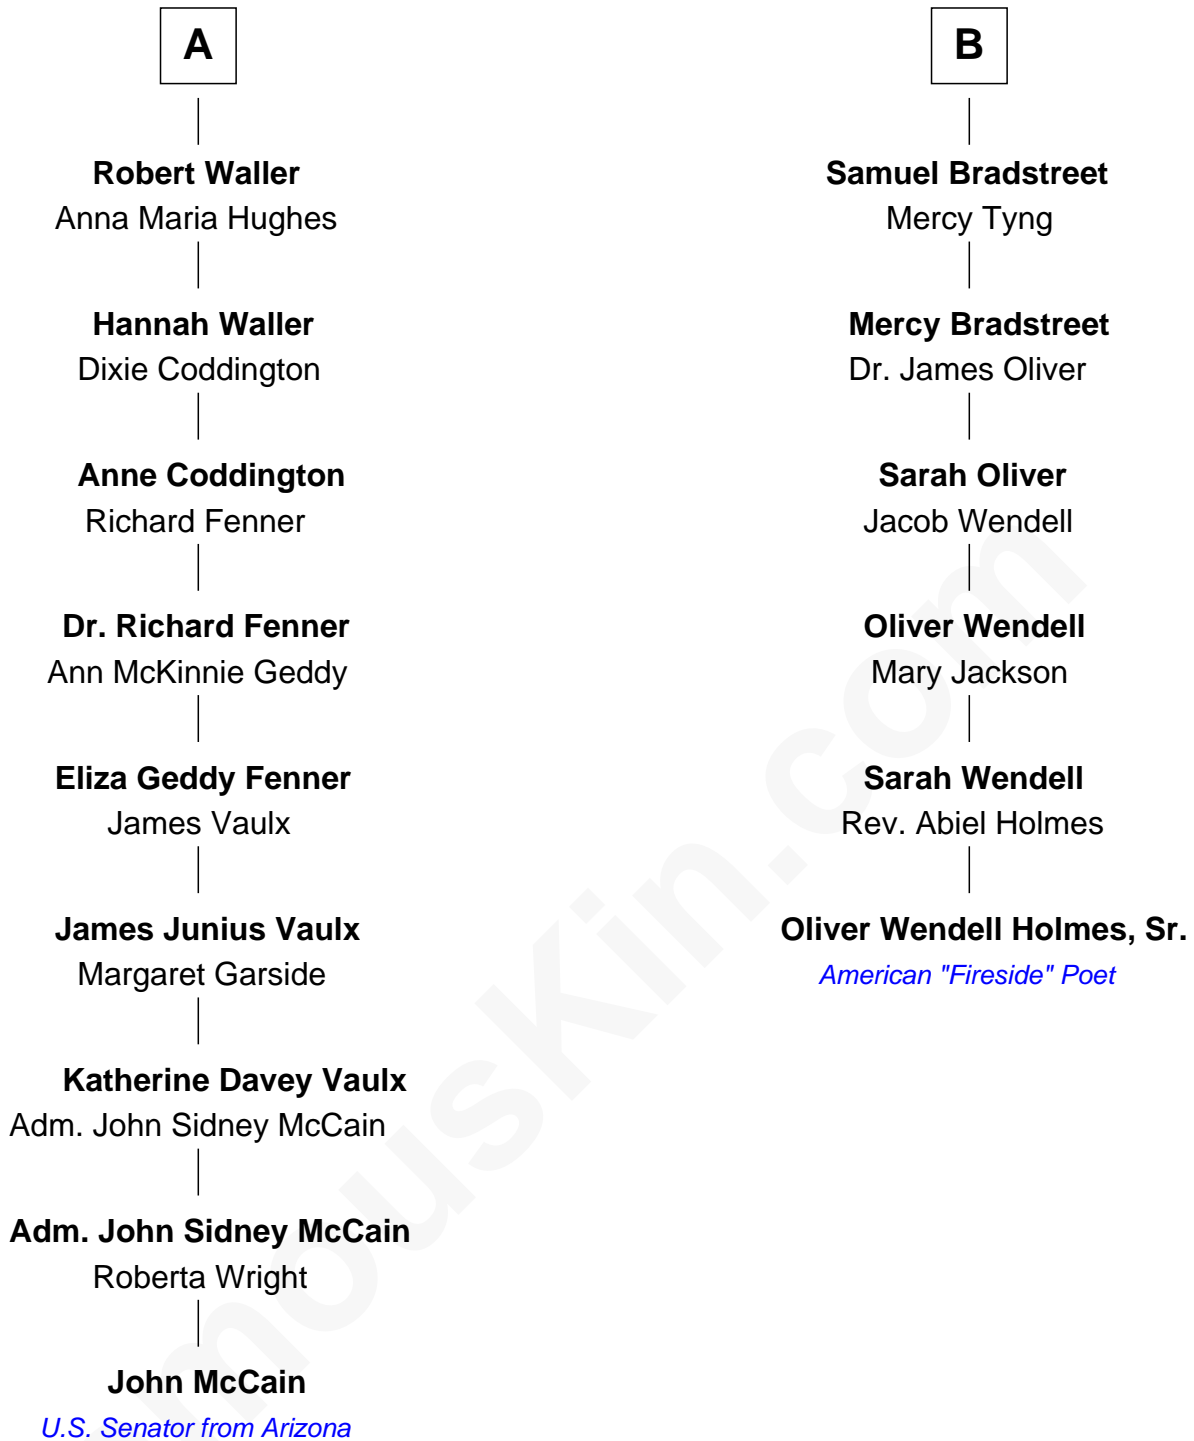 A
Robert Waller
Anna Maria Hughes
Hannah Waller
Dixie Coddington
Anne Coddington
Richard Fenner
Dr. Richard Fenner
Ann McKinnie Geddy
Eliza Geddy Fenner
James Vaulx
James Junius Vaulx
Margaret Garside
Katherine Davey Vaulx
Adm. John Sidney McCain
Adm. John Sidney McCain
Roberta Wright
John McCain
U.S. Senator from Arizona
B
Samuel Bradstreet
Mercy Tyng
Mercy Bradstreet
Dr. James Oliver
Sarah Oliver
Jacob Wendell
Oliver Wendell
Mary Jackson
Sarah Wendell
Rev. Abiel Holmes
Oliver Wendell Holmes, Sr.
American "Fireside" Poet
mousKin.com